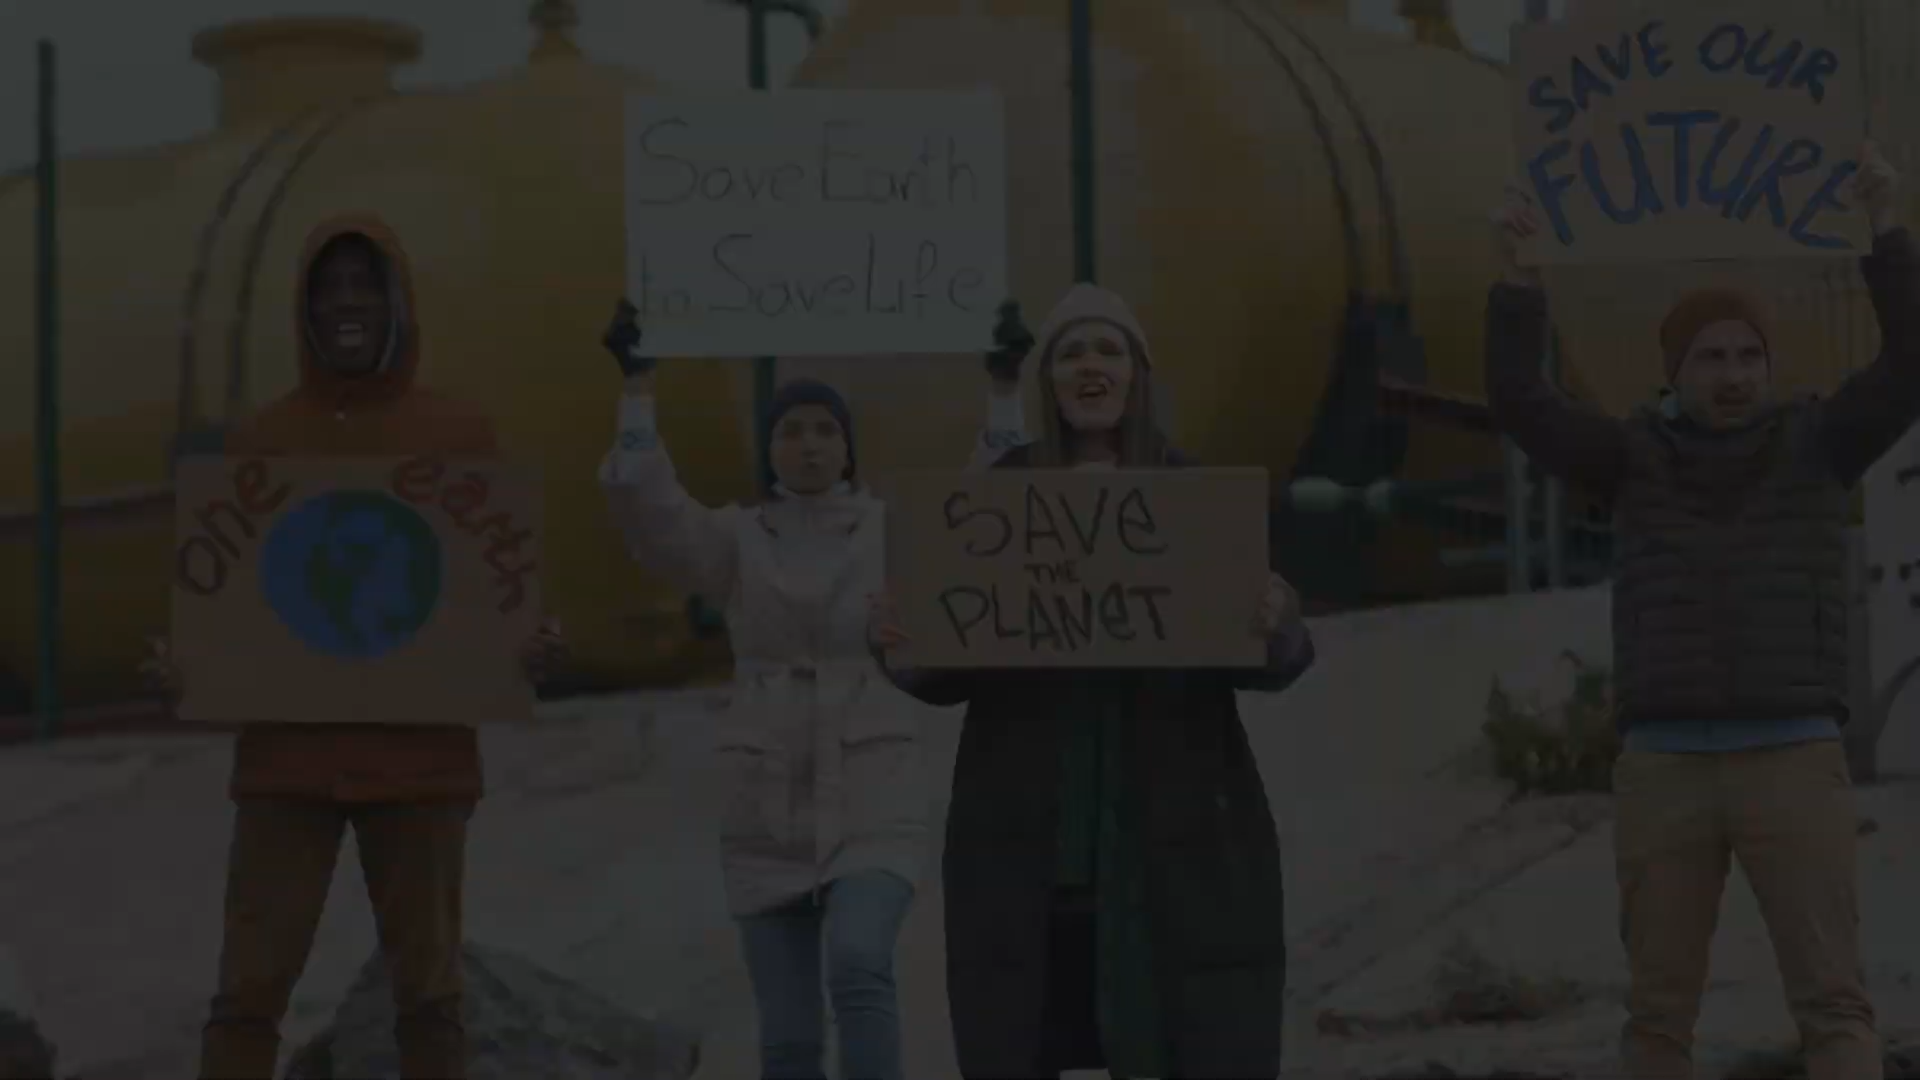 one earth
Save Earth
to Save Life
SAVE
THE
PLANET
SAVE OUR
FUTURE